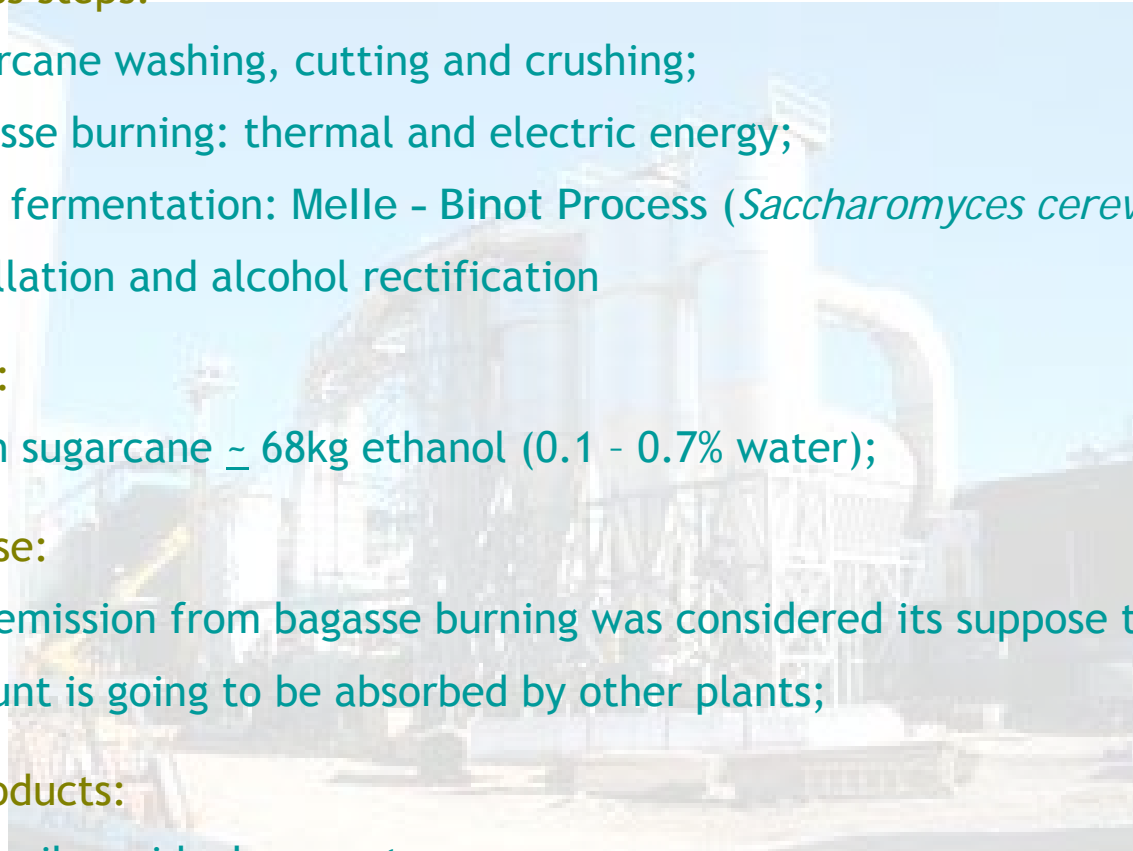 ss steps:
rcane washing, cutting and crushing;
sse burning: thermal and electric energy;
fermentation: Melle – Binot Process (Saccharomyces cerev
llation and alcohol rectification
:
n sugarcane ~ 68kg ethanol (0.1 – 0.7% water);
se:
emission from bagasse burning was considered its suppose t
unt is going to be absorbed by other plants;
oducts: